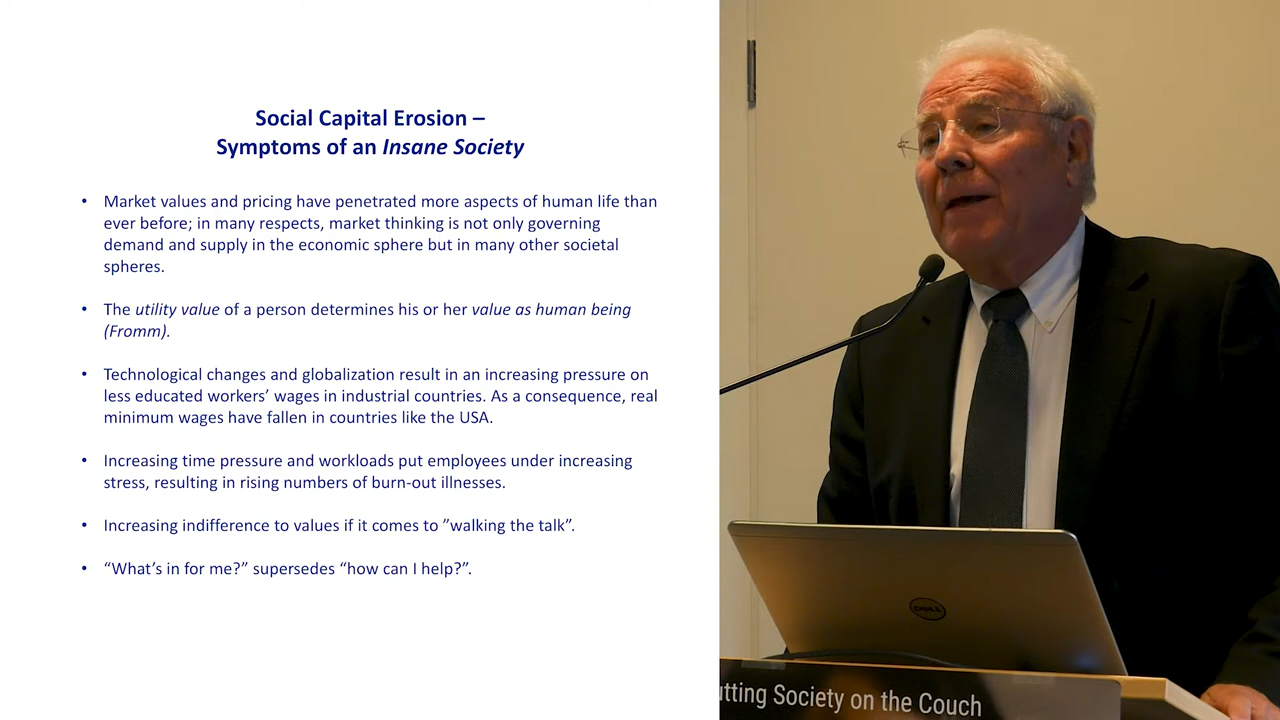 Social Capital Erosion –
Symptoms of an Insane Society
• Market values and pricing have penetrated more aspects of human life than
ever before; in many respects, market thinking is not only governing
demand and supply in the economic sphere but in many other societal
spheres.
• The utility value of a person determines his or her value as human being
(Fromm).
• Technological changes and globalization result in an increasing pressure on
less educated workers’ wages in industrial countries. As a consequence, real
minimum wages have fallen in countries like the USA.
• Increasing time pressure and workloads put employees under increasing
stress, resulting in rising numbers of burn-out illnesses.
• Increasing indifference to values if it comes to ”walking the talk”.
• “What’s in for me?” supersedes “how can I help?”.
DELL
Society on the Couch